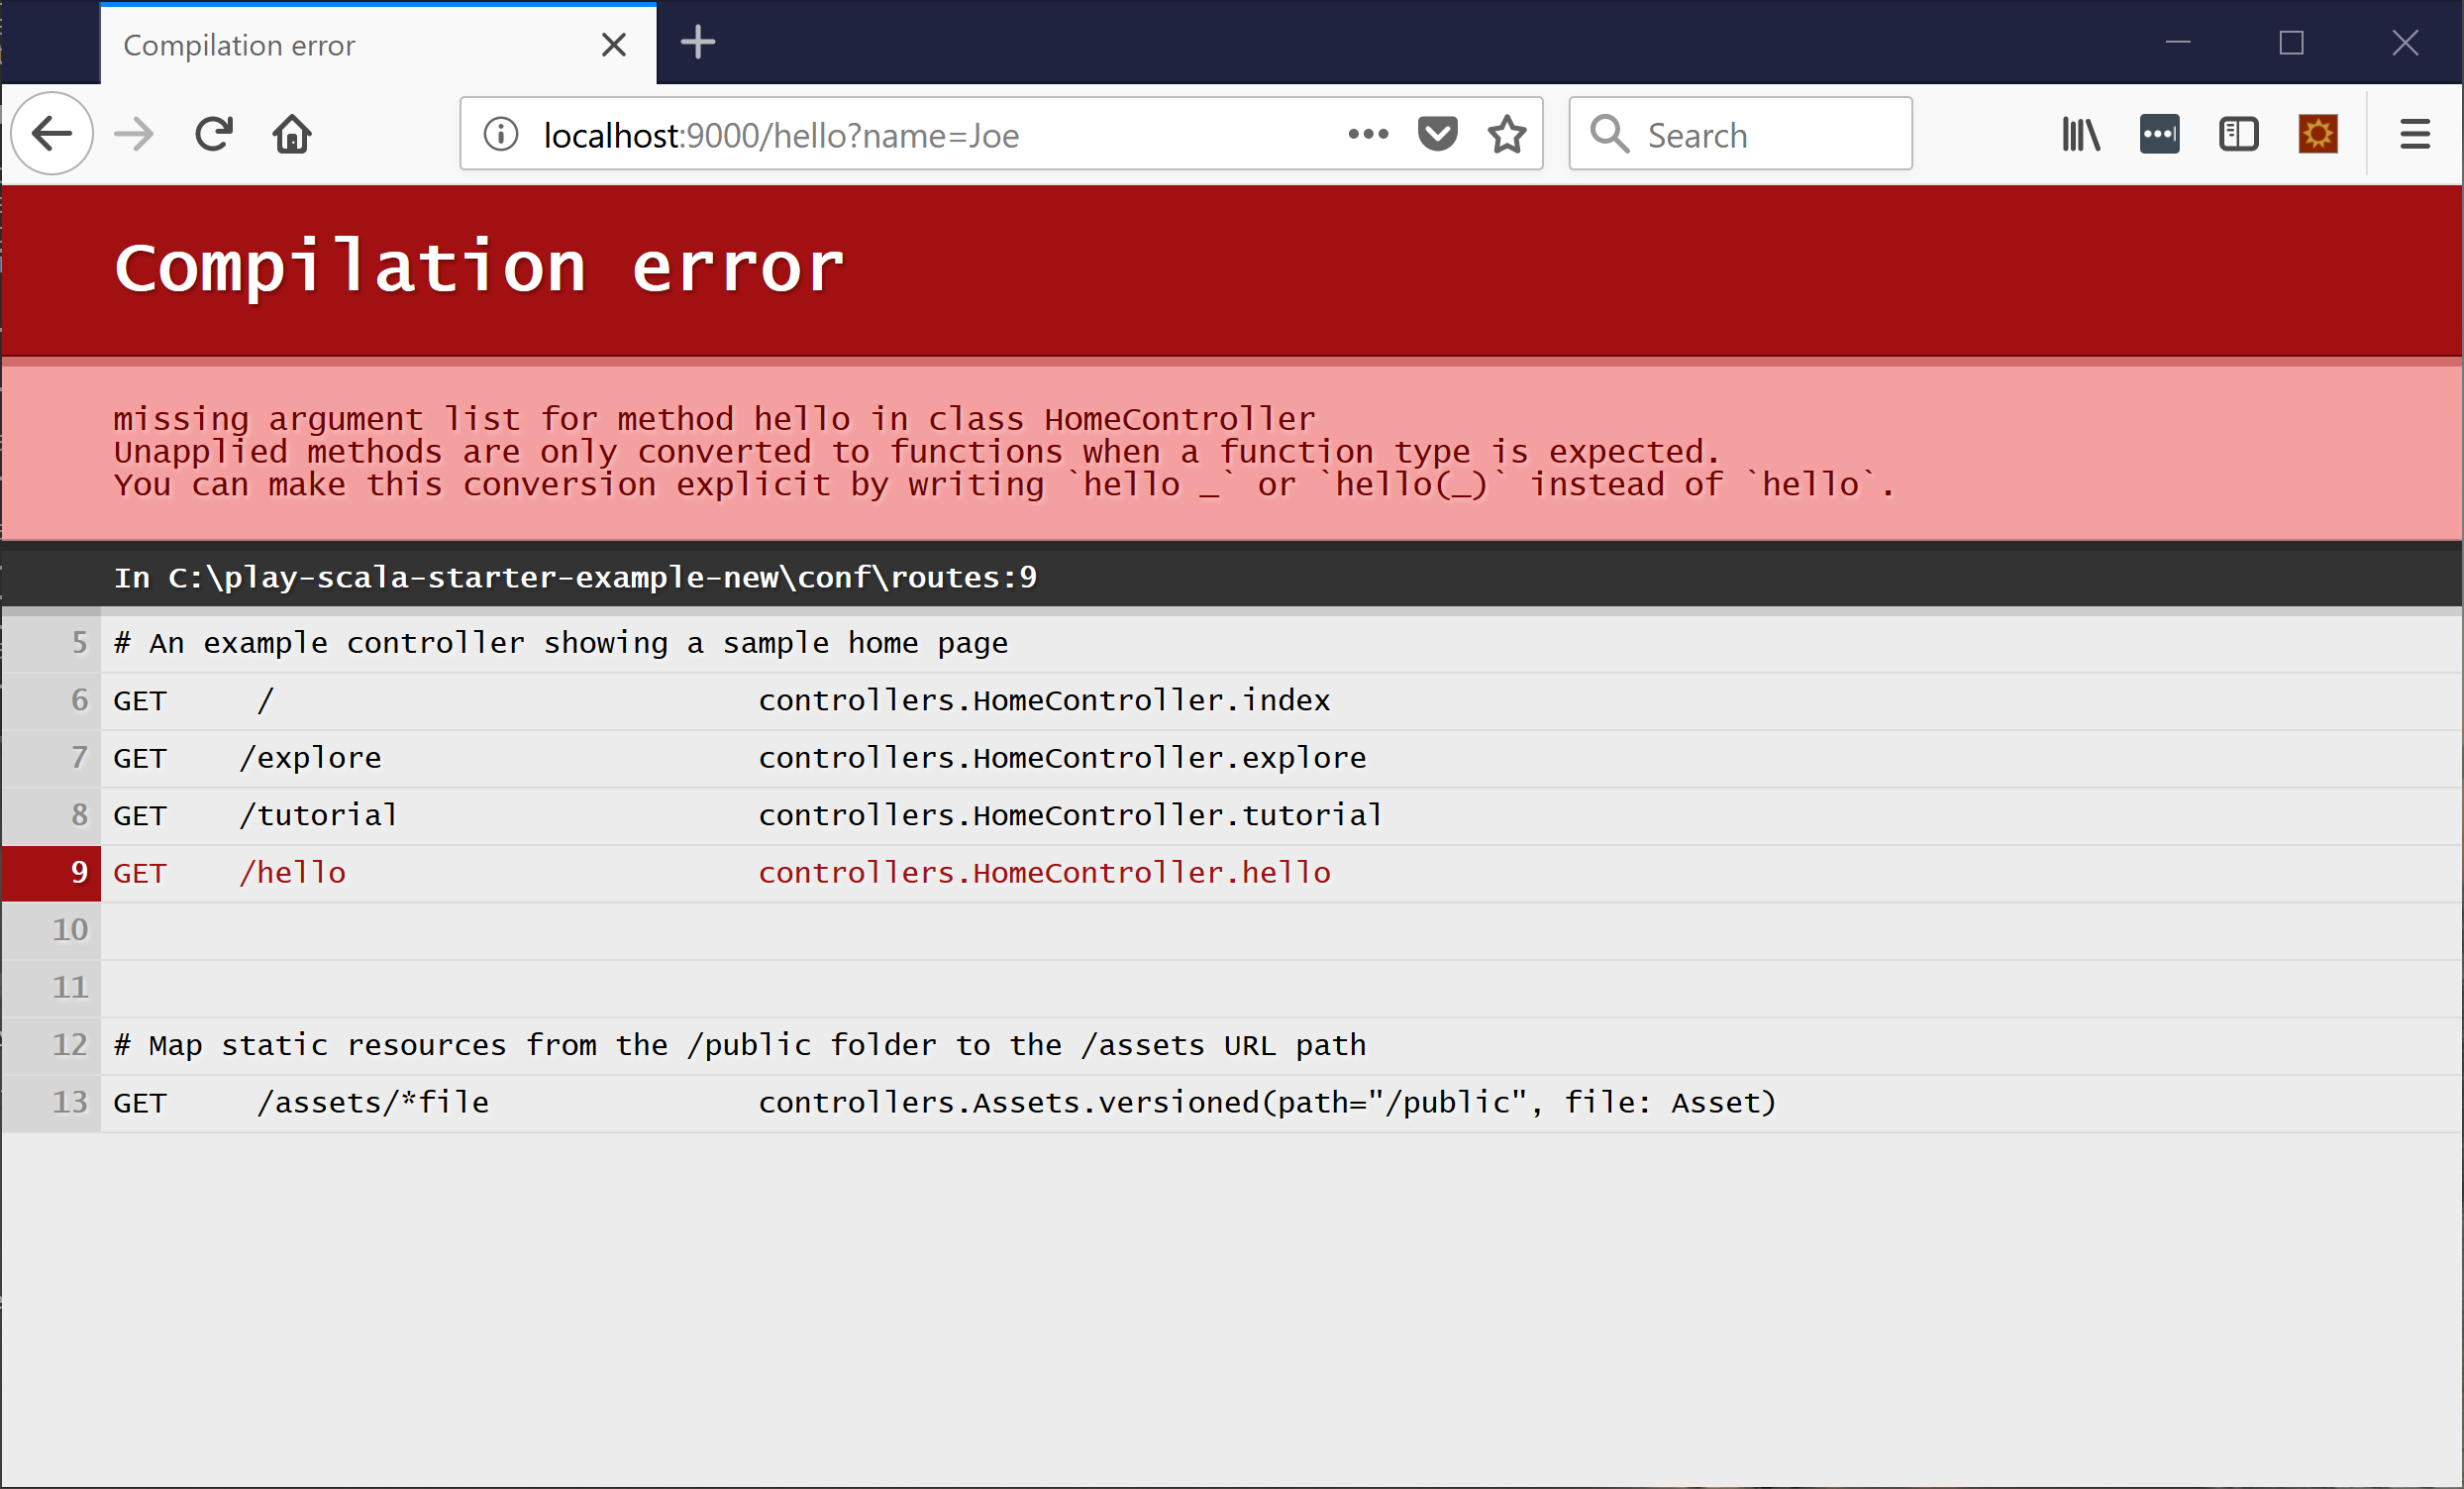 Compilation error
localhost:9000/hello?name=Joe
Search
Compilation error
missing argument list for method hello in class HomeController
Unapplied methods are only converted to functions when a function type is expected.
You can make this conversion explicit by writing `hello _` or `hello(_)` instead of `hello`.
In C:\play-scala-starter-example-new\conf\routes:9
5 # An example controller showing a sample home page
6 GET     /                           controllers.HomeController.index
7 GET    /explore                     controllers.HomeController.explore
8 GET    /tutorial                    controllers.HomeController.tutorial
9 GET    /hello                       controllers.HomeController.hello
10
11
12 # Map static resources from the /public folder to the /assets URL path
13 GET     /assets/*file               controllers.Assets.versioned(path="/public", file: Asset)